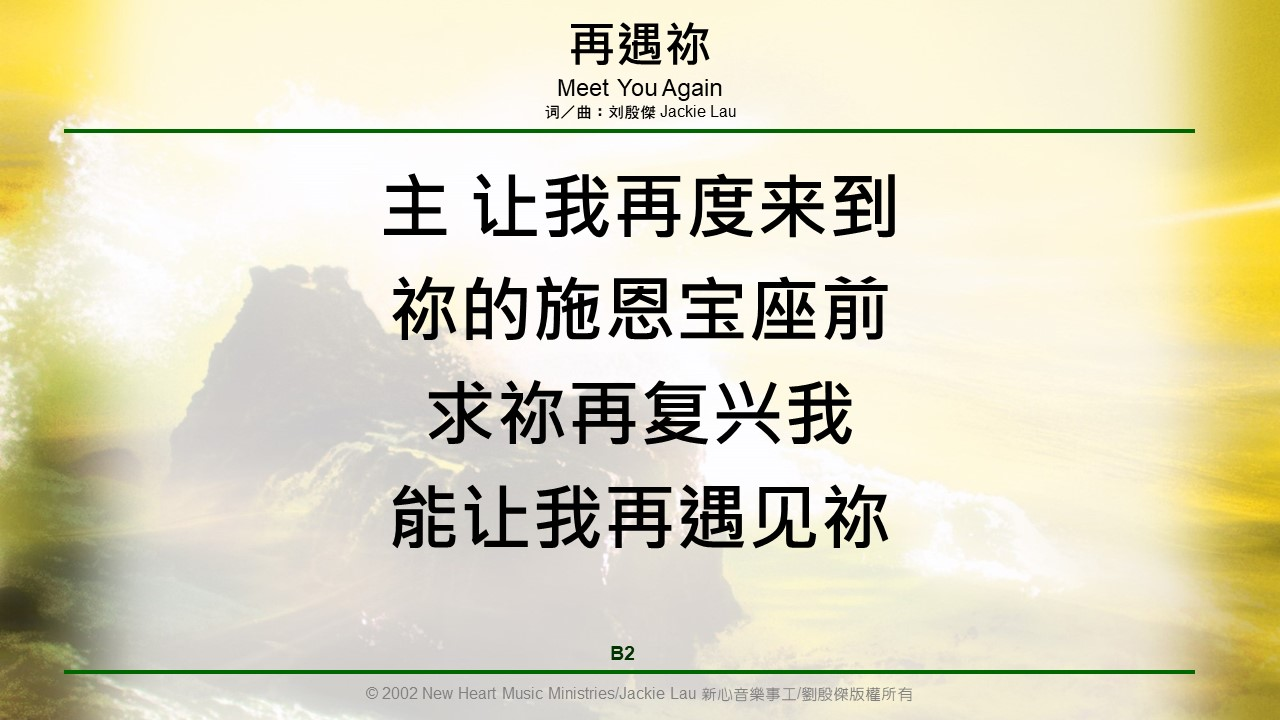 再遇祢
Meet You Again
词／曲：刘殷傑 Jackie Lau
主 让我再度来到
祢的施恩宝座前
求祢再复兴我
能让我再遇见祢
B2
© 2002 New Heart Music Ministries/Jackie Lau 新心音樂事工/劉殷傑版權所有